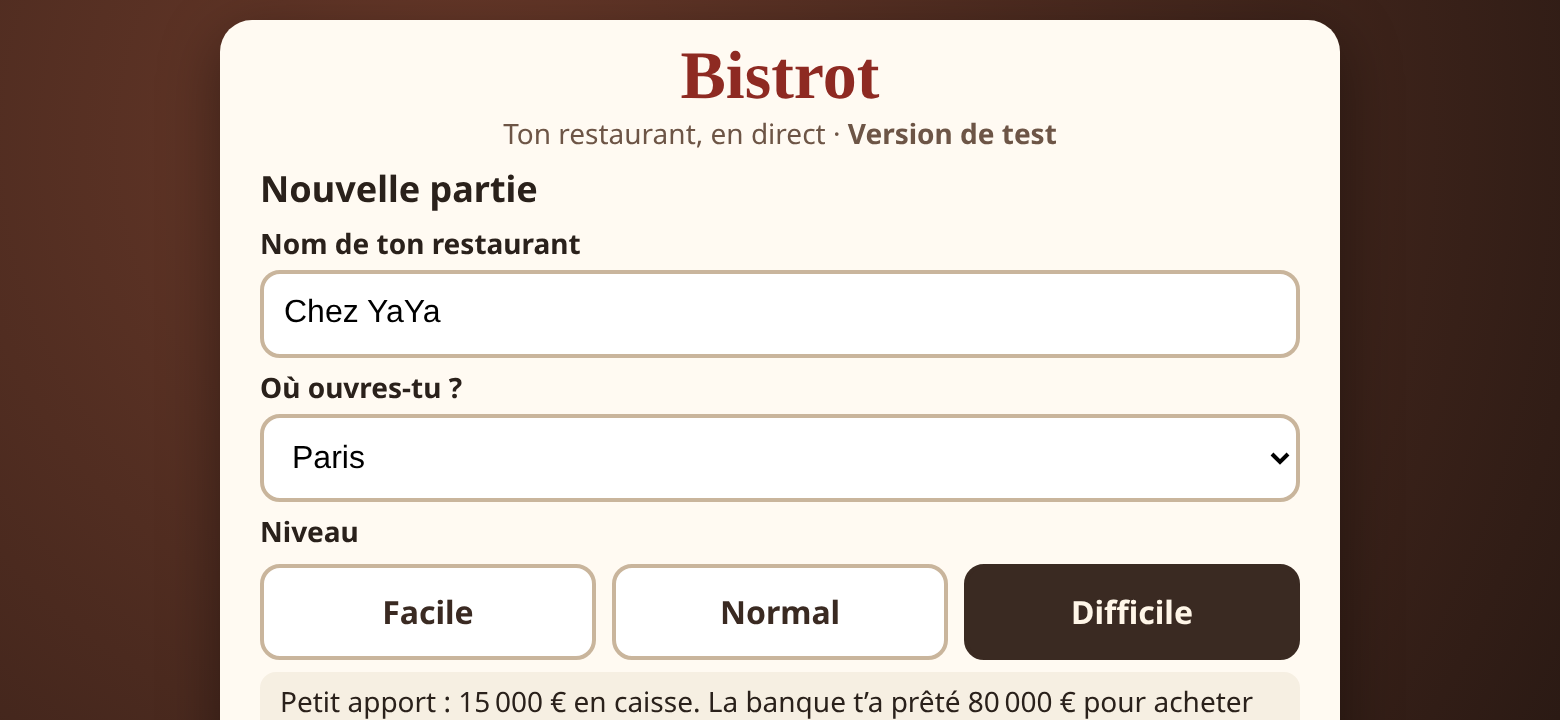 Bistrot
Ton restaurant, en direct · Version de test
Nouvelle partie
Nom de ton restaurant
Chez YaYa
Où ouvres-tu ?
Paris
Niveau
Facile
Normal
Difficile
Petit apport : 15 000 € en caisse. La banque t’a prêté 80 000 € pour acheter